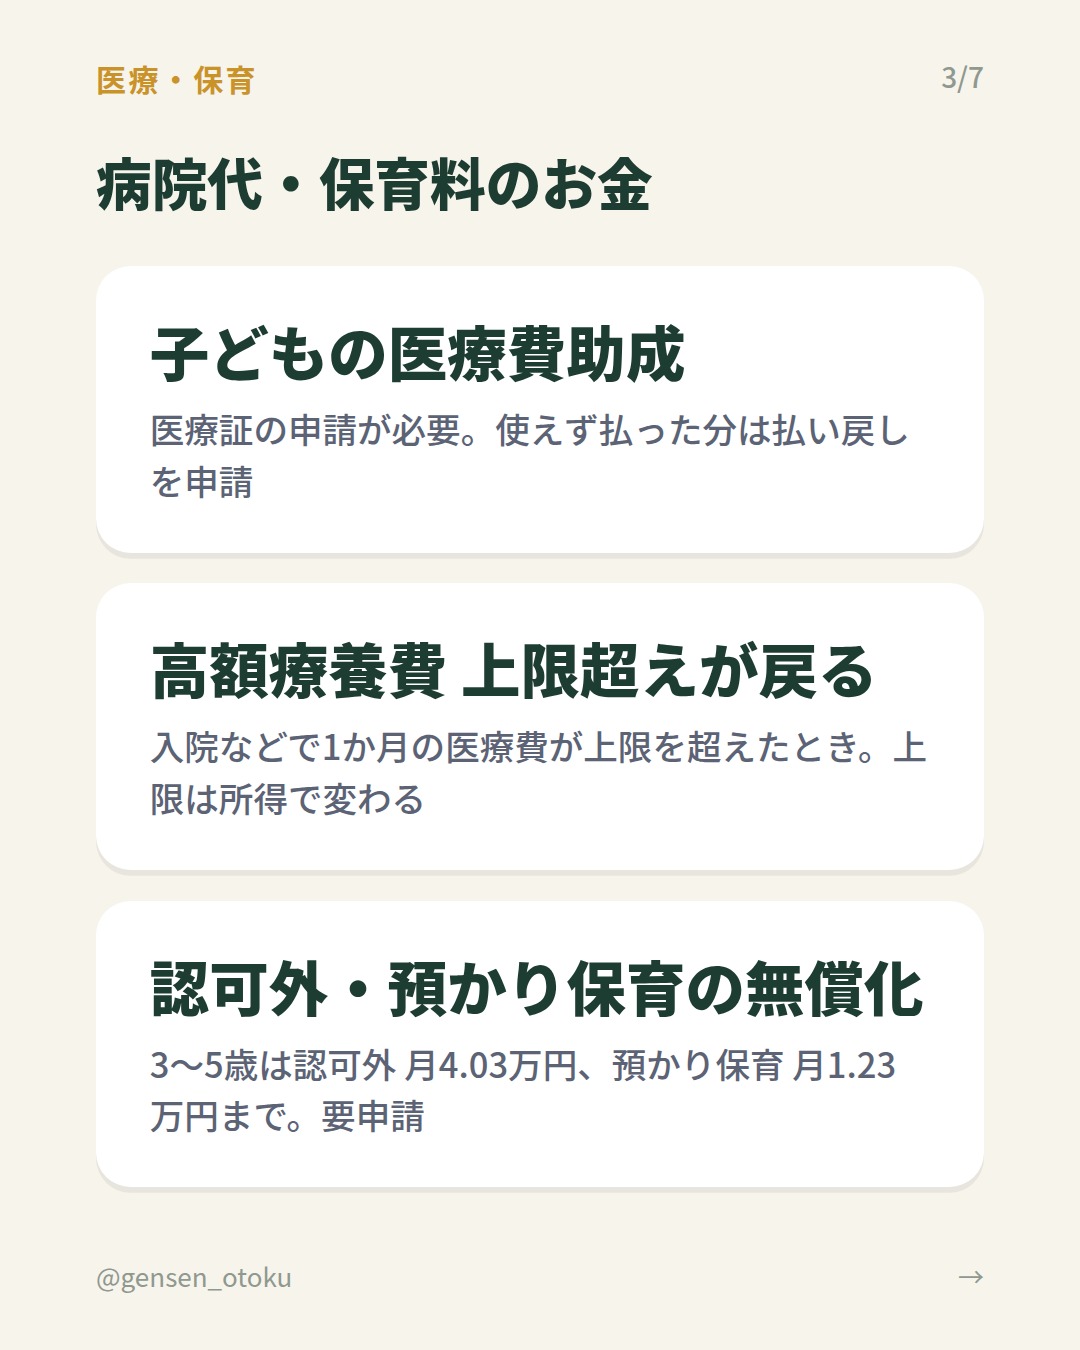 医療・保育
3/7
病院代・保育料のお金
子どもの医療費助成
医療証の申請が必要。使えず払った分は払い戻し
を申請
高額療養費 上限超えが戻る
入院などで1か月の医療費が上限を超えたとき。上
限は所得で変わる
認可外・預かり保育の無償化
3〜5歳は認可外 月4.03万円、預かり保育 月1.23
万円まで。要申請
@gensen_otoku
→